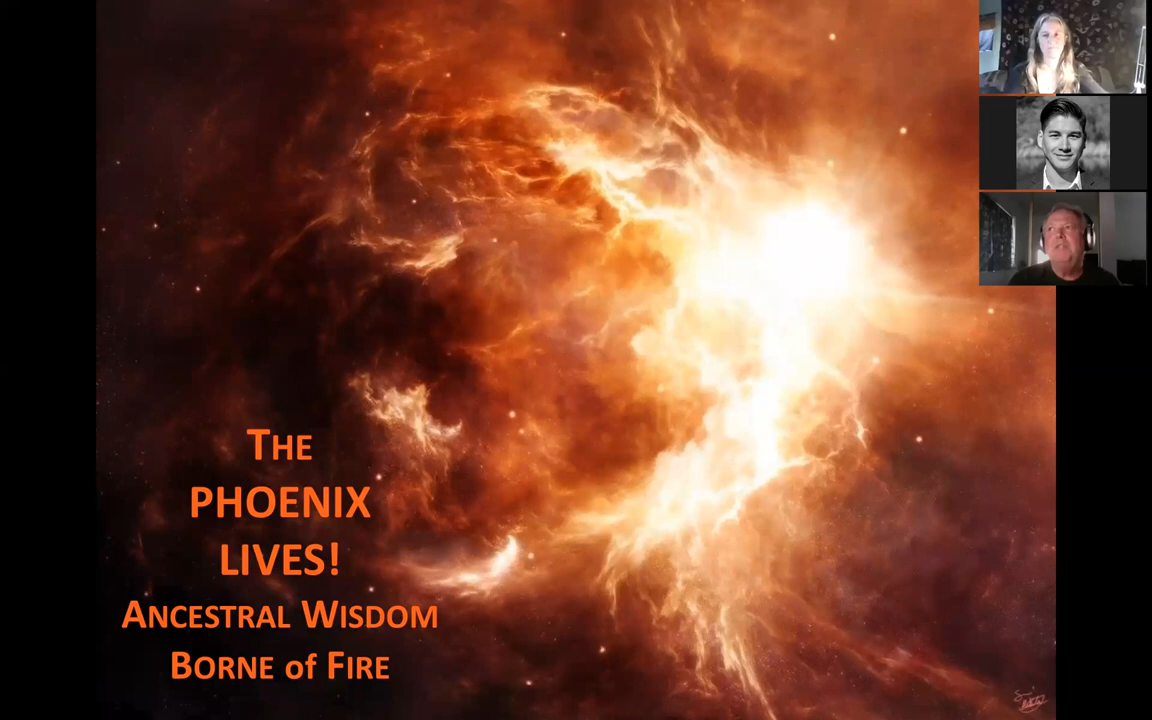 THE
PHOENIX
LIVES!
ANCESTRAL WISDOM
BORNE of FIRE